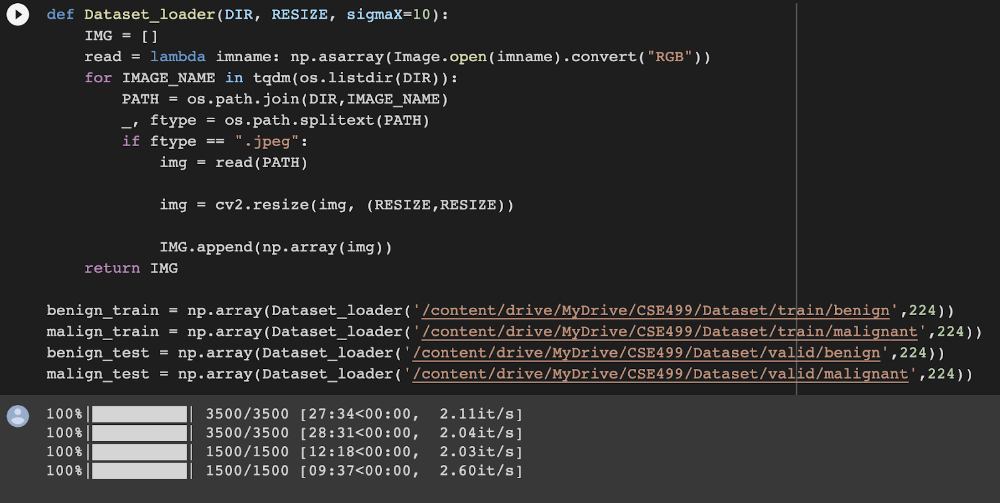 def Dataset_loader(DIR, RESIZE, sigmaX=10):
    IMG = []
    read = lambda imname: np.asarray(Image.open(imname).convert("RGB"))
    for IMAGE_NAME in tqdm(os.listdir(DIR)):
        PATH = os.path.join(DIR,IMAGE_NAME)
        _, ftype = os.path.splitext(PATH)
        if ftype == ".jpeg":
            img = read(PATH)
            img = cv2.resize(img, (RESIZE,RESIZE))
            IMG.append(np.array(img))
    return IMG
benign_train = np.array(Dataset_loader('/content/drive/MyDrive/CSE499/Dataset/train/benign',224))
malign_train = np.array(Dataset_loader('/content/drive/MyDrive/CSE499/Dataset/train/malignant',224))
benign_test = np.array(Dataset_loader('/content/drive/MyDrive/CSE499/Dataset/valid/benign',224))
malign_test = np.array(Dataset_loader('/content/drive/MyDrive/CSE499/Dataset/valid/malignant',224))
100%|██████████| 3500/3500 [27:34<00:00,  2.11it/s]
100%|██████████| 3500/3500 [28:31<00:00,  2.04it/s]
100%|██████████| 1500/1500 [12:18<00:00,  2.03it/s]
100%|██████████| 1500/1500 [09:37<00:00,  2.60it/s]